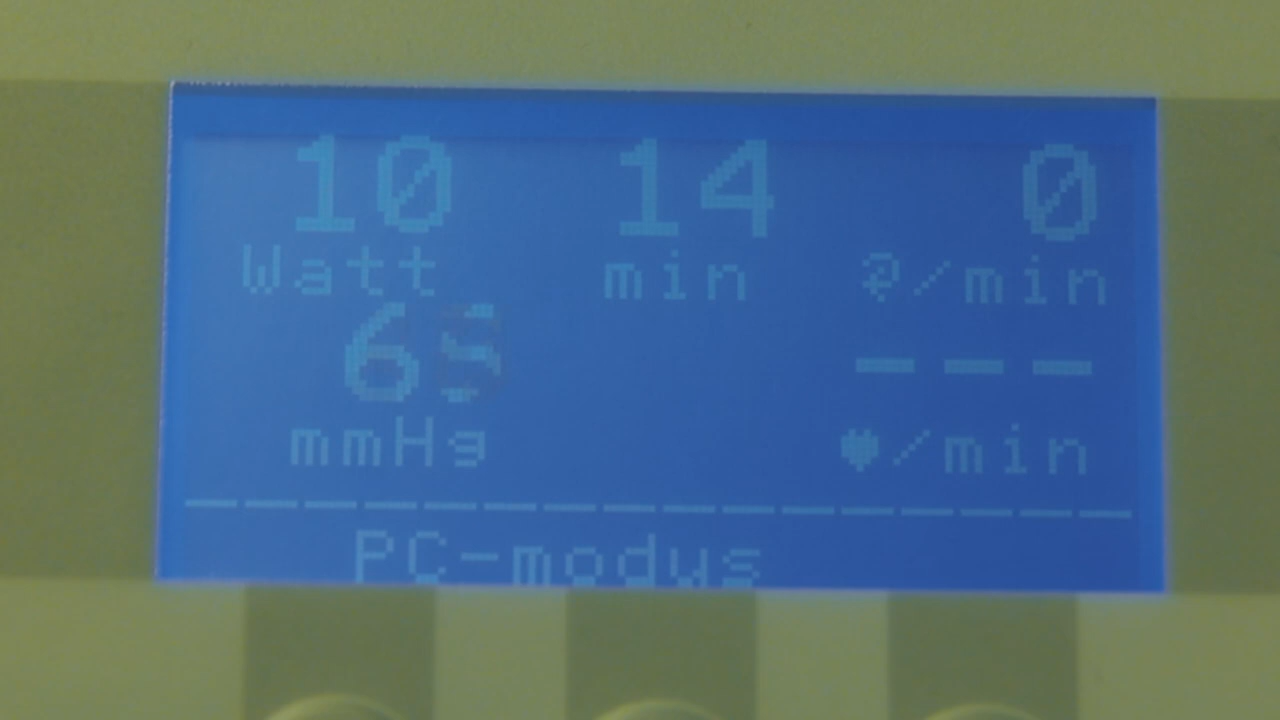 10 14 0
Watt min /min
---
mmHg ♥/min
PC-modus